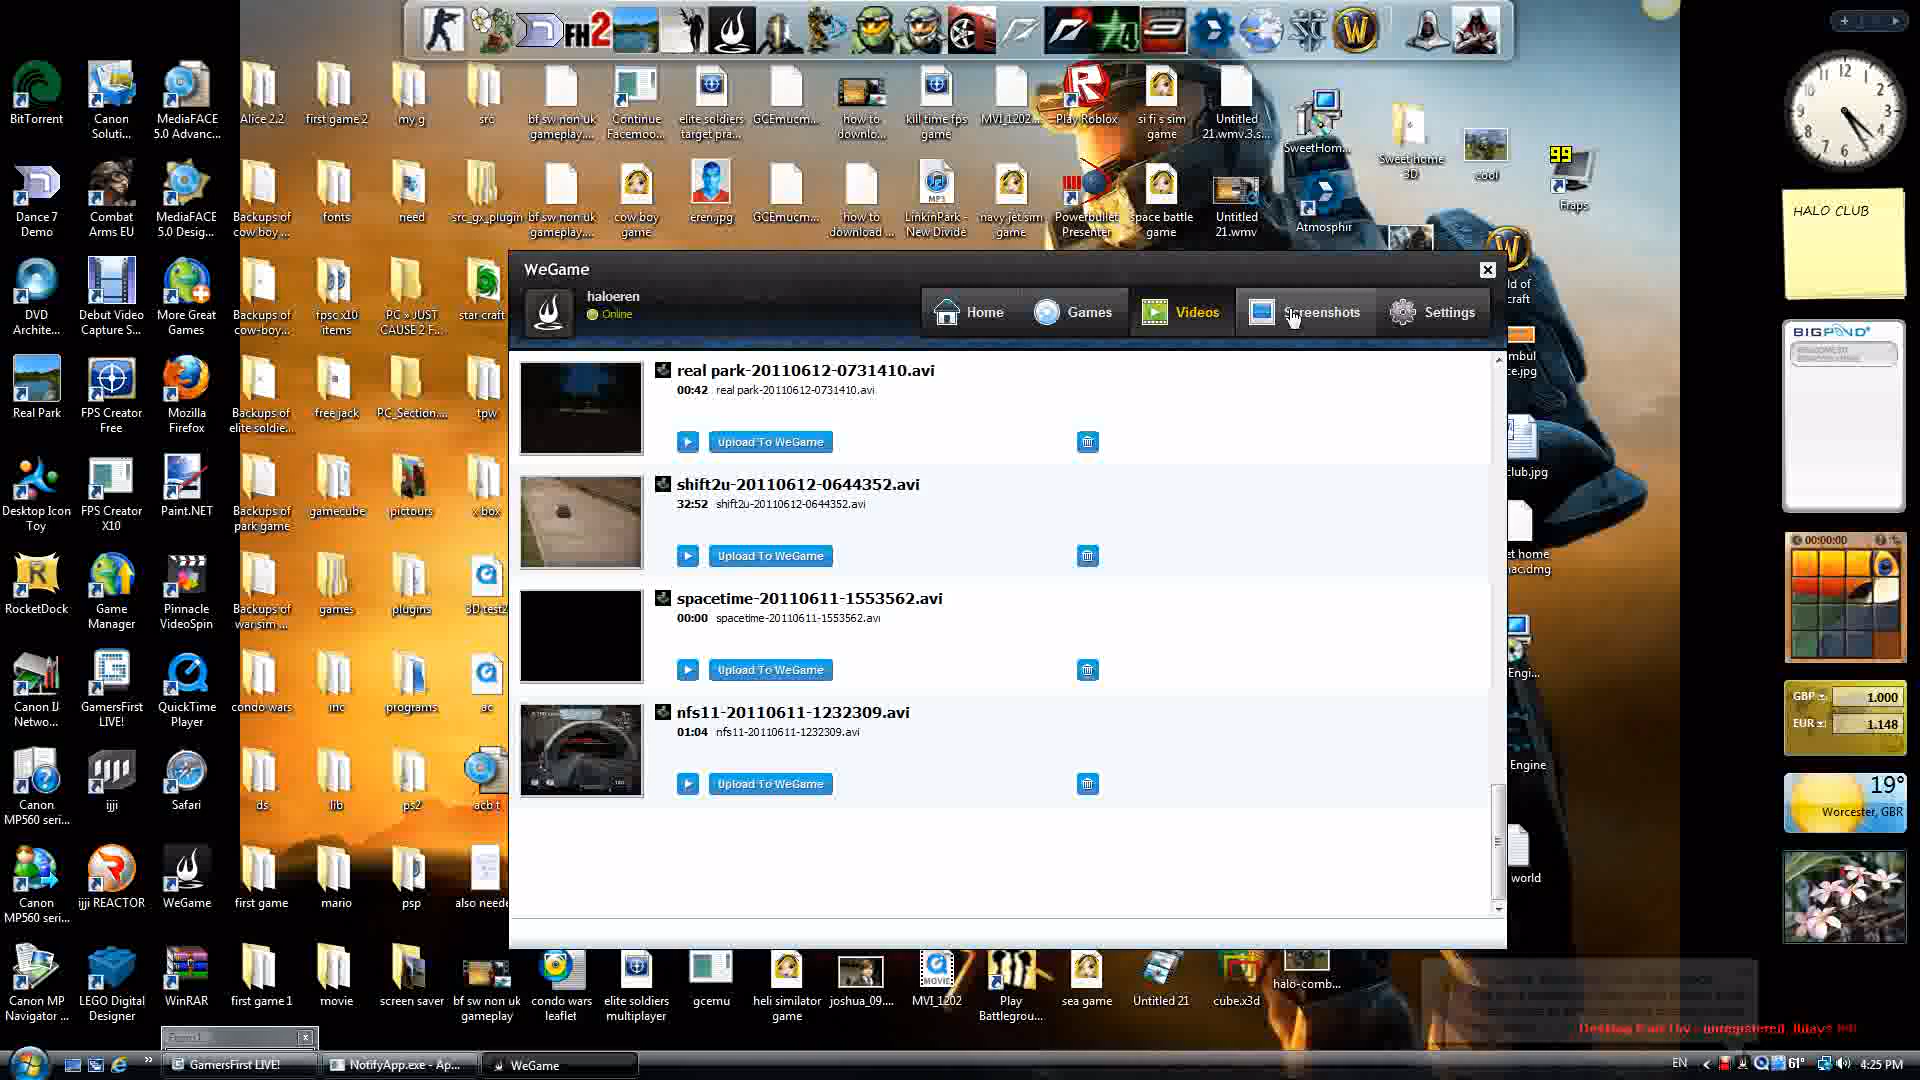 FH2
4
9
BitTorrent
Canon Soluti...
MediaFACE 5.0 Advanc...
Alice 2.2
first game 2
my g
src
bf sw non uk gameplay....
Continue Facemoo...
elite soldiers target pra...
GCEmucm...
how to downlo...
kill time fps game
MVI_1202...
Play Roblox
si fi s sim game
Untitled 21.wmv.3.s...
SweetHom...
Sweet home 3D
cool
99
Fraps
Dance 7 Demo
Combat Arms EU
MediaFACE 5.0 Desig...
Backups of cow boy ...
fonts
need
src_gx_plugin
bf sw non uk gameplay....
cow boy game
eren.jpg
GCEmucm...
how to download ...
LinkinPark - New Divide
navy jet sim game
Powerbullet Presenter
space battle game
Untitled 21.wmv
Atmosphir
HALO CLUB
DVD Archite...
Debut Video Capture S...
More Great Games
Backups of cow-boy...
fpsc x10 items
PC » JUST CAUSE 2 F...
star craft
WeGame
haloeren
Online
Home
Games
Videos
Screenshots
Settings
BIGPOND
Real Park
FPS Creator Free
Mozilla Firefox
Backups of elite soldie...
free jack
PC_Section....
tpw
real park-20110612-0731410.avi
00:42 real park-20110612-0731410.avi
Upload To WeGame
Desktop Icon Toy
FPS Creator X10
Paint.NET
Backups of park game
gamecube
pictours
x box
shift2u-20110612-0644352.avi
32:52 shift2u-20110612-0644352.avi
Upload To WeGame
00:00:00
RocketDock
Game Manager
Pinnacle VideoSpin
Backups of war sim ...
games
plugins
3D test2
spacetime-20110611-1553562.avi
00:00 spacetime-20110611-1553562.avi
Upload To WeGame
GBP 1.000
EUR 1.148
Canon IJ Netwo...
GamersFirst LIVE!
QuickTime Player
condo wars
inc
programs
ac
nfs11-20110611-1232309.avi
01:04 nfs11-20110611-1232309.avi
Upload To WeGame
Engine
19°
Worcester, GBR
Canon MP560 seri...
ijji
Safari
ds
lib
ps2
acb t
Canon MP560 seri...
ijji REACTOR
WeGame
first game
mario
psp
also neede
world
Canon MP Navigator ...
LEGO Digital Designer
WinRAR
first game 1
movie
screen saver
bf sw non uk gameplay
condo wars leaflet
elite soldiers multiplayer
gcemu
heli similator game
joshua_09....
MVI_1202
Play Battlegrou...
sea game
Untitled 21
cube.x3d
halo-comb...
GamersFirst LIVE!
NotifyApp.exe - Ap...
WeGame
EN
61°
4:25 PM